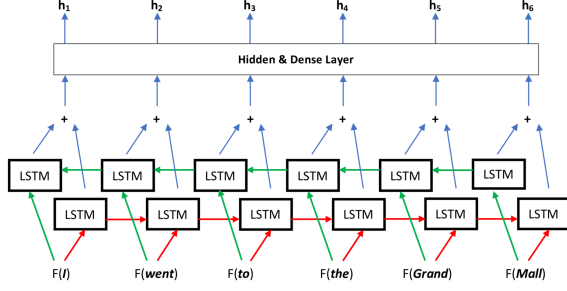 h1 h2 h3 h4 h5 h6
Hidden & Dense Layer
+ + + + + +
LSTM LSTM LSTM LSTM LSTM LSTM
LSTM LSTM LSTM LSTM LSTM LSTM
F(I) F(went) F(to) F(the) F(Grand) F(Mall)